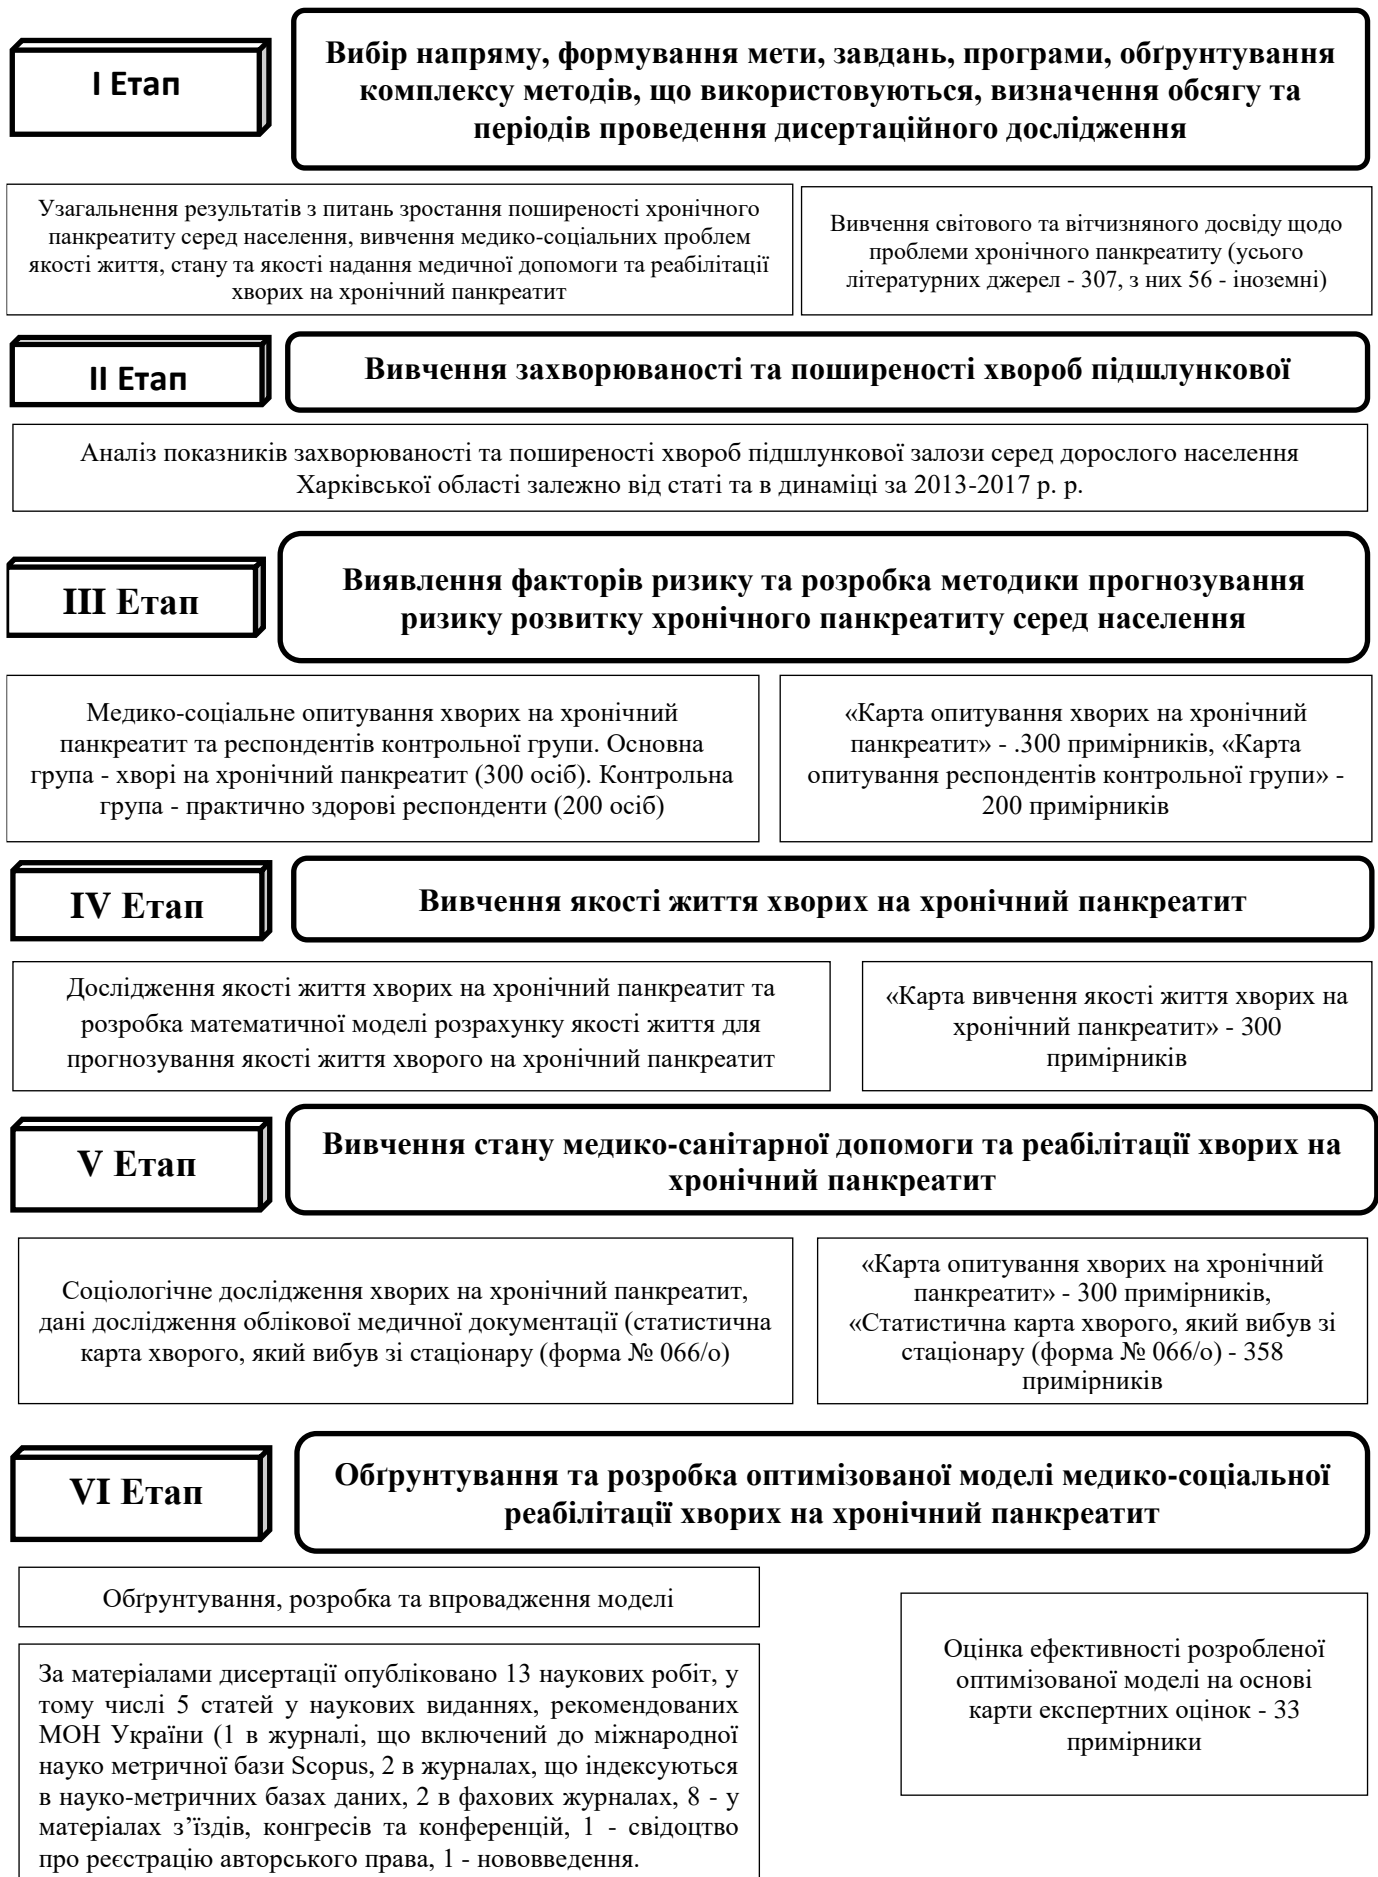 І Етап
Вибір напряму, формування мети, завдань, програми, обґрунтування
комплексу методів, що використовуються, визначення обсягу та
періодів проведення дисертаційного дослідження
Узагальнення результатів з питань зростання поширеності хронічного
панкреатиту серед населення, вивчення медико-соціальних проблем
якості життя, стану та якості надання медичної допомоги та реабілітації
хворих на хронічний панкреатит
Вивчення світового та вітчизняного досвіду щодо
проблеми хронічного панкреатиту (усього
літературних джерел - 307, з них 56 - іноземні)
ІІ Етап
Вивчення захворюваності та поширеності хвороб підшлункової
Аналіз показників захворюваності та поширеності хвороб підшлункової залози серед дорослого населення
Харківської області залежно від статі та в динаміці за 2013-2017 р. р.
ІІІ Етап
Виявлення факторів ризику та розробка методики прогнозування
ризику розвитку хронічного панкреатиту серед населення
Медико-соціальне опитування хворих на хронічний
панкреатит та респондентів контрольної групи. Основна
група - хворі на хронічний панкреатит (300 осіб). Контрольна
група - практично здорові респонденти (200 осіб)
«Карта опитування хворих на хронічний
панкреатит» - .300 примірників, «Карта
опитування респондентів контрольної групи» -
200 примірників
IV Етап
Вивчення якості життя хворих на хронічний панкреатит
Дослідження якості життя хворих на хронічний панкреатит та
розробка математичної моделі розрахунку якості життя для
прогнозування якості життя хворого на хронічний панкреатит
«Карта вивчення якості життя хворих на
хронічний панкреатит» - 300
примірників
V Етап
Вивчення стану медико-санітарної допомоги та реабілітації хворих на
хронічний панкреатит
Соціологічне дослідження хворих на хронічний панкреатит,
дані дослідження облікової медичної документації (статистична
карта хворого, який вибув зі стаціонару (форма № 066/о)
«Карта опитування хворих на хронічний
панкреатит» - 300 примірників,
«Статистична карта хворого, який вибув зі
стаціонару (форма № 066/о) - 358
примірників
VI Етап
Обґрунтування та розробка оптимізованої моделі медико-соціальної
реабілітації хворих на хронічний панкреатит
Обґрунтування, розробка та впровадження моделі
За матеріалами дисертації опубліковано 13 наукових робіт, у
тому числі 5 статей у наукових виданнях, рекомендованих
МОН України (1 в журналі, що включений до міжнародної
науко метричної бази Scopus, 2 в журналах, що індексуються
в науко-метричних базах даних, 2 в фахових журналах, 8 - у
матеріалах з’їздів, конгресів та конференцій, 1 - свідоцтво
про реєстрацію авторського права, 1 - нововведення.
Оцінка ефективності розробленої
оптимізованої моделі на основі
карти експертних оцінок - 33
примірники